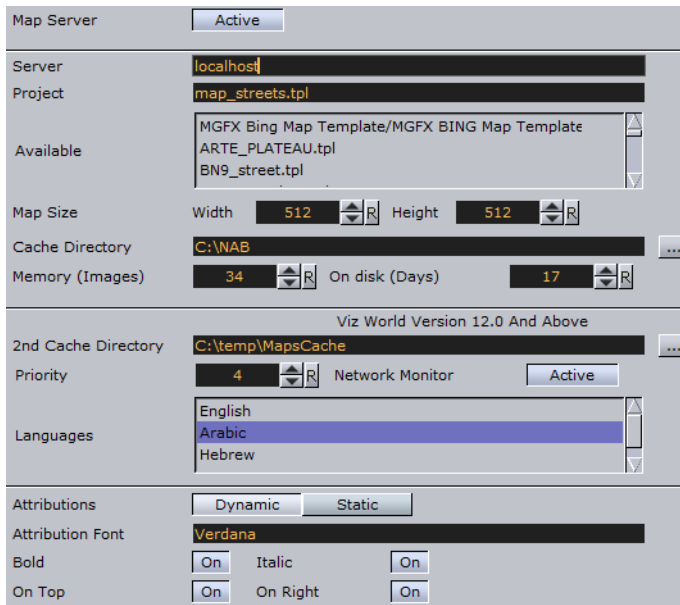 Map Server Active
Server localhost
Project map_streets.tpl
MGFX Bing Map Template/MGFX BING Map Template
Available ARTE_PLATEAU.tpl
BN9_street.tpl
Map Size Width 512 R Height 512 R
Cache Directory C:\NAB ...
Memory (Images) 34 R On disk (Days) 17 R
Viz World Version 12.0 And Above
2nd Cache Directory C:\temp\MapsCache ...
Priority 4 R Network Monitor Active
English
Languages Arabic
Hebrew
Attributions Dynamic Static
Attribution Font Verdana
Bold On Italic On
On Top On On Right On